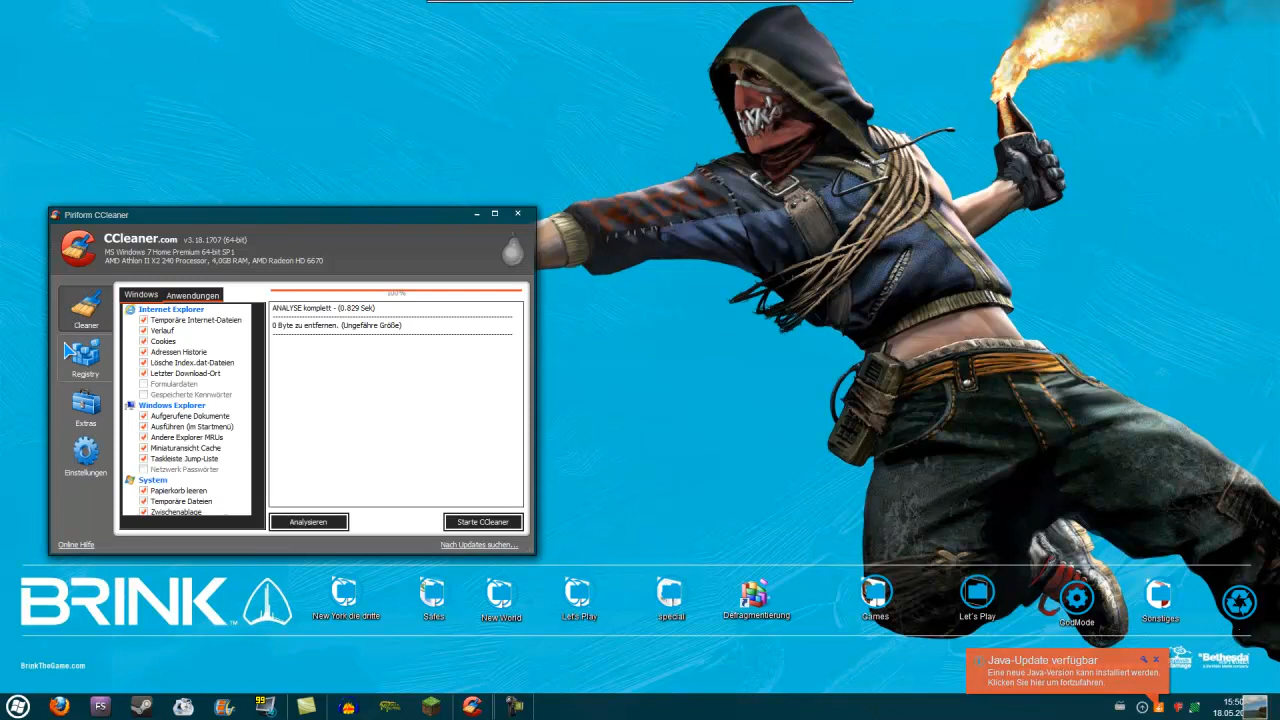 Piriform CCleaner
CCleaner.com v3.18.1707 (64-bit)
MS Windows 7 Home Premium 64-bit SP1
AMD Athlon II X2 240 Processor, 4,0GB RAM, AMD Radeon HD 6670
Cleaner
Registry
Extras
Einstellungen
Windows
Anwendungen
Internet Explorer
Temporäre Internet-Dateien
Verlauf
Cookies
Adressen Historie
Lösche Index.dat-Dateien
Letzter Download-Ort
Formulardaten
Gespeicherte Kennwörter
Windows Explorer
Aufgerufene Dokumente
Ausführen (im Startmenü)
Andere Explorer MRUs
Miniaturansicht Cache
Taskleiste Jump-Liste
Netzwerk Passwörter
System
Papierkorb leeren
Temporäre Dateien
Zwischenablage
100%
ANALYSE komplett - (0.829 Sek)
0 Byte zu entfernen. (Ungefähre Größe)
Analysieren
Starte CCleaner
Online Hilfe
Nach Updates suchen...
BRINK™
New York die dritte
Sales
New World
Let's Play
special
Defragmentierung
Games
Let's Play
GodMode
Sonstiges
BrinkTheGame.com
Java-Update verfügbar
Eine neue Java-Version kann installiert werden.
Klicken Sie hier um fortzufahren.
Bethesda
FS
99
15:50
18.05.20